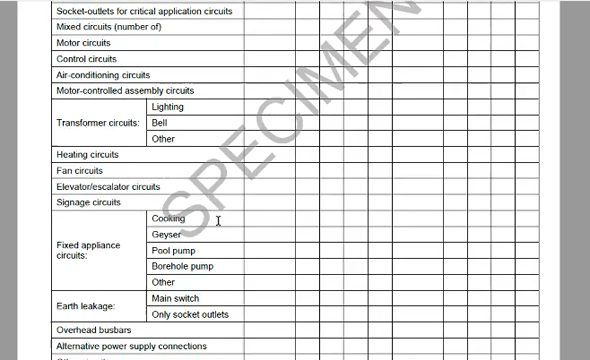 Socket-outlets for critical application circuits
Mixed circuits (number of)
Motor circuits
Control circuits
Air-conditioning circuits
Motor-controlled assembly circuits
Transformer circuits:
Lighting
Bell
Other
Heating circuits
Fan circuits
Elevator/escalator circuits
Signage circuits
Fixed appliance
circuits:
Cooking
Geyser
Pool pump
Borehole pump
Other
Earth leakage:
Main switch
Only socket outlets
Overhead busbars
Alternative power supply connections
SPECIMEN